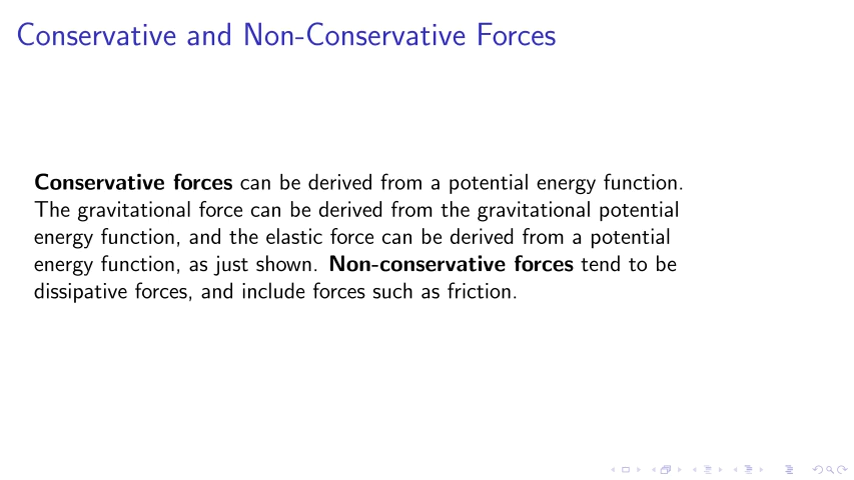 Conservative and Non-Conservative Forces
Conservative forces can be derived from a potential energy function.
The gravitational force can be derived from the gravitational potential
energy function, and the elastic force can be derived from a potential
energy function, as just shown. Non-conservative forces tend to be
dissipative forces, and include forces such as friction.